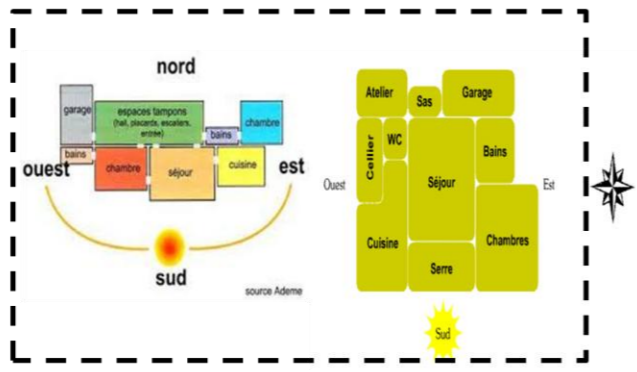 nord
garage
espaces tampons
(hall, placards, escaliers,
entrée)
chambre
bains
bains
ouest
chambre
séjour
cuisine
est
sud
source Ademe
Atelier
Sas
Garage
Cellier
WC
Bains
Séjour
Ouest
Est
Cuisine
Chambres
Serre
Sud